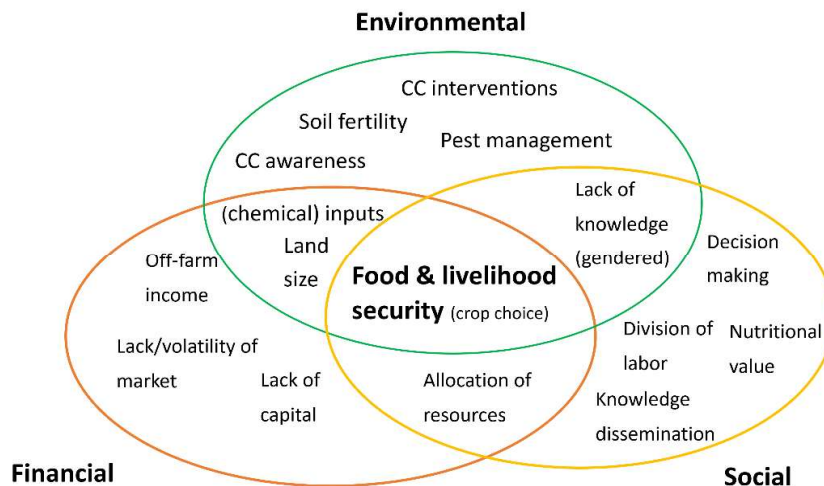 Environmental
CC interventions
Soil fertility
Pest management
CC awareness
(chemical) inputs
Land
size
Lack of
knowledge
(gendered)
Decision
making
Off-farm
income
Food & livelihood
security (crop choice)
Lack/volatility of
market
Lack of
capital
Allocation of
resources
Division of
labor
Nutritional
value
Knowledge
dissemination
Financial
Social